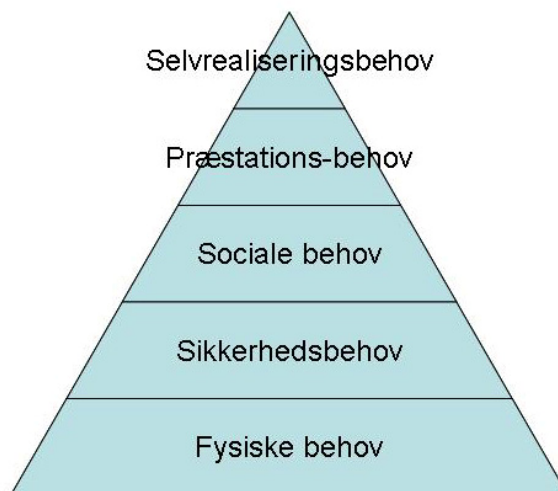 Selvrealiseringsbehov
Præstations-behov
Sociale behov
Sikkerhedsbehov
Fysiske behov